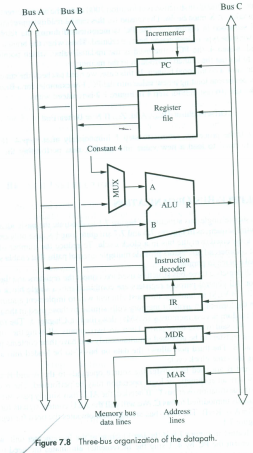 Bus A
Bus B
Bus C
Incrementer
PC
Register
file
Constant 4
MUX
A
ALU R
B
Instruction
decoder
IR
MDR
MAR
Memory bus
data lines
Address
lines
Figure 7.8 Three-bus organization of the datapath.